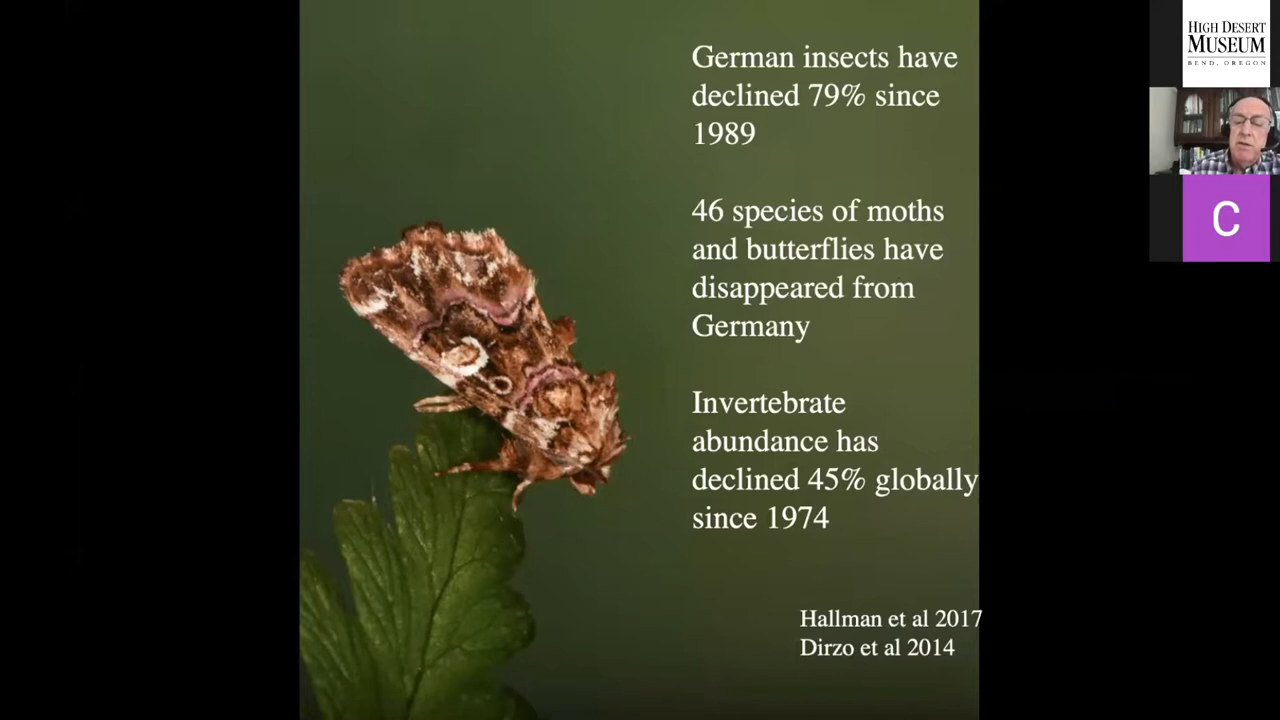 German insects have
declined 79% since
1989
46 species of moths
and butterflies have
disappeared from
Germany
Invertebrate
abundance has
declined 45% globally
since 1974
Hallman et al 2017
Dirzo et al 2014
HIGH DESERT
MUSEUM
BEND, OREGON
C